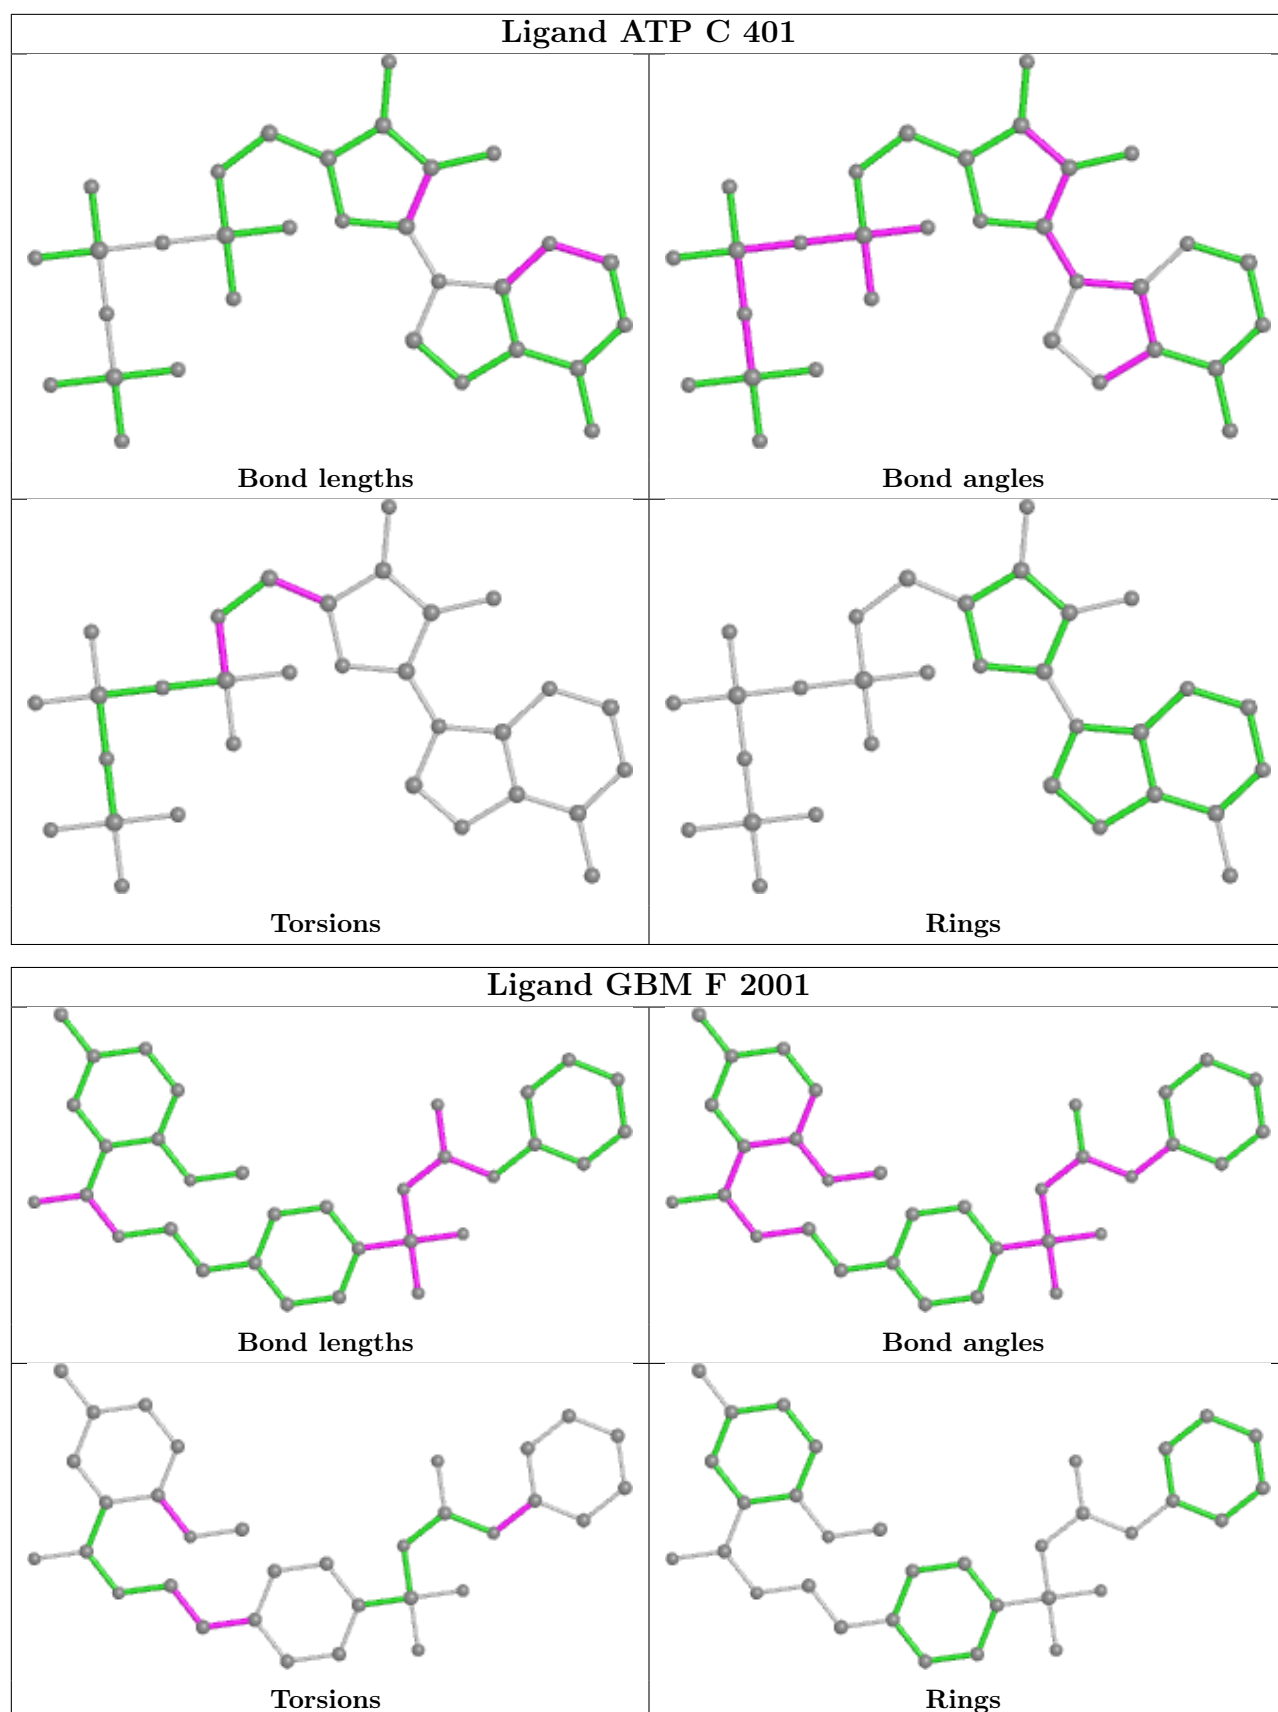 Ligand ATP C 401
Bond lengths
Bond angles
Torsions
Rings
Ligand GBM F 2001
Bond lengths
Bond angles
Torsions
Rings